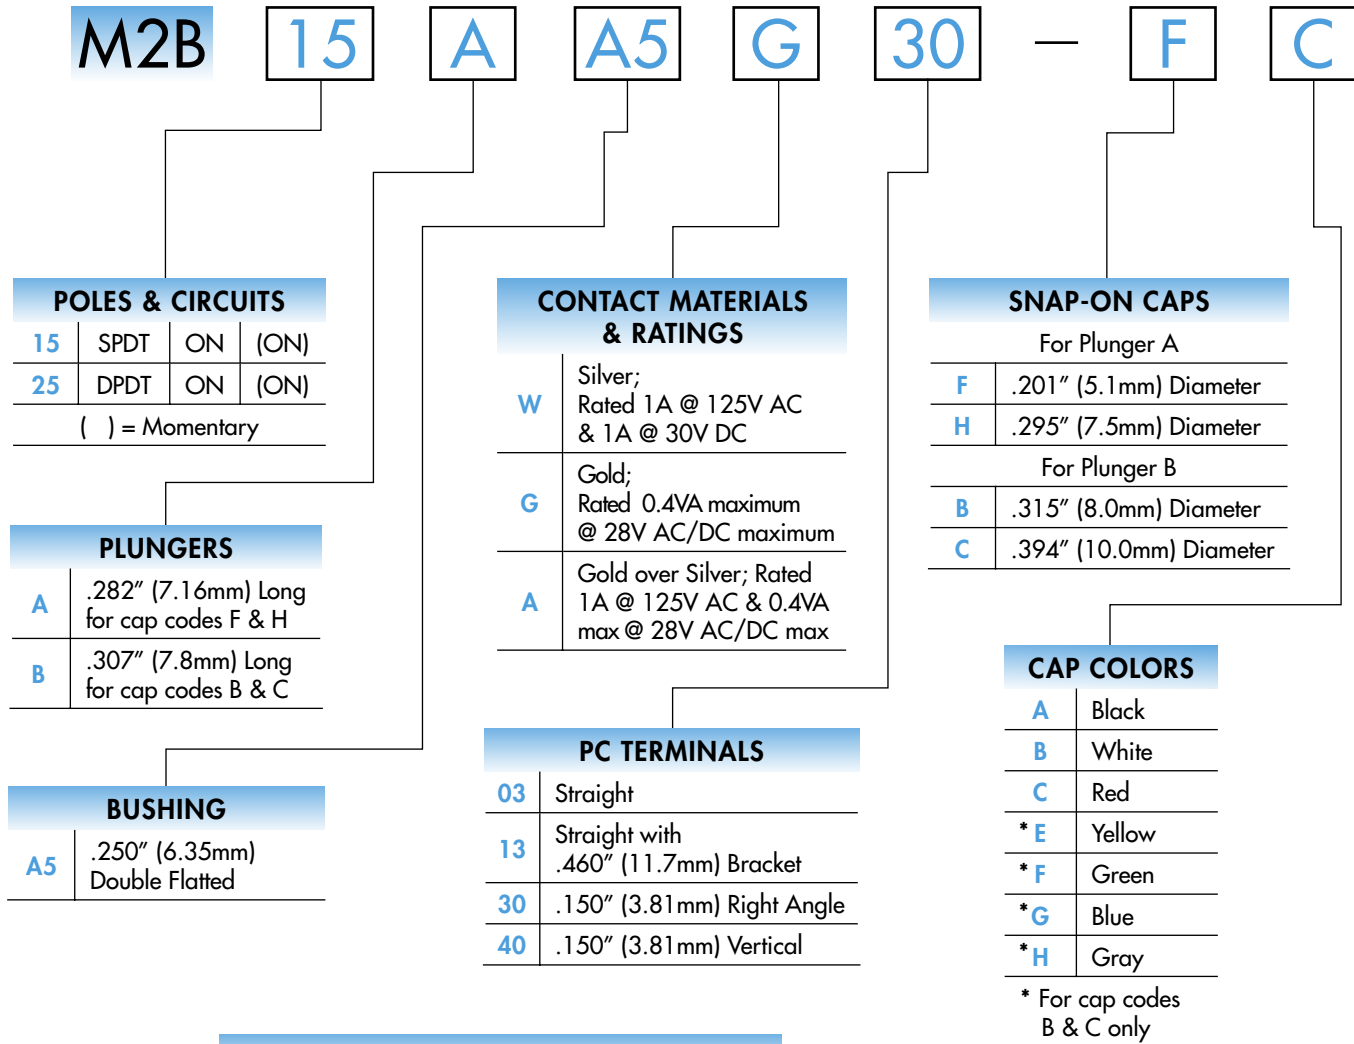 M2B 15 A A5 G 30 — F C
POLES & CIRCUITS
15 SPDT ON (ON)
25 DPDT ON (ON)
( ) = Momentary
PLUNGERS
A .282″ (7.16mm) Long
for cap codes F & H
B .307″ (7.8mm) Long
for cap codes B & C
BUSHING
A5 .250″ (6.35mm)
Double Flatted
CONTACT MATERIALS
& RATINGS
W Silver;
Rated 1A @ 125V AC
& 1A @ 30V DC
G Gold;
Rated 0.4VA maximum
@ 28V AC/DC maximum
A Gold over Silver; Rated
1A @ 125V AC & 0.4VA
max @ 28V AC/DC max
PC TERMINALS
03 Straight
13 Straight with
.460″ (11.7mm) Bracket
30 .150″ (3.81mm) Right Angle
40 .150″ (3.81mm) Vertical
SNAP-ON CAPS
For Plunger A
F .201″ (5.1mm) Diameter
H .295″ (7.5mm) Diameter
For Plunger B
B .315″ (8.0mm) Diameter
C .394″ (10.0mm) Diameter
CAP COLORS
A Black
B White
C Red
* E Yellow
* F Green
* G Blue
* H Gray
* For cap codes
B & C only